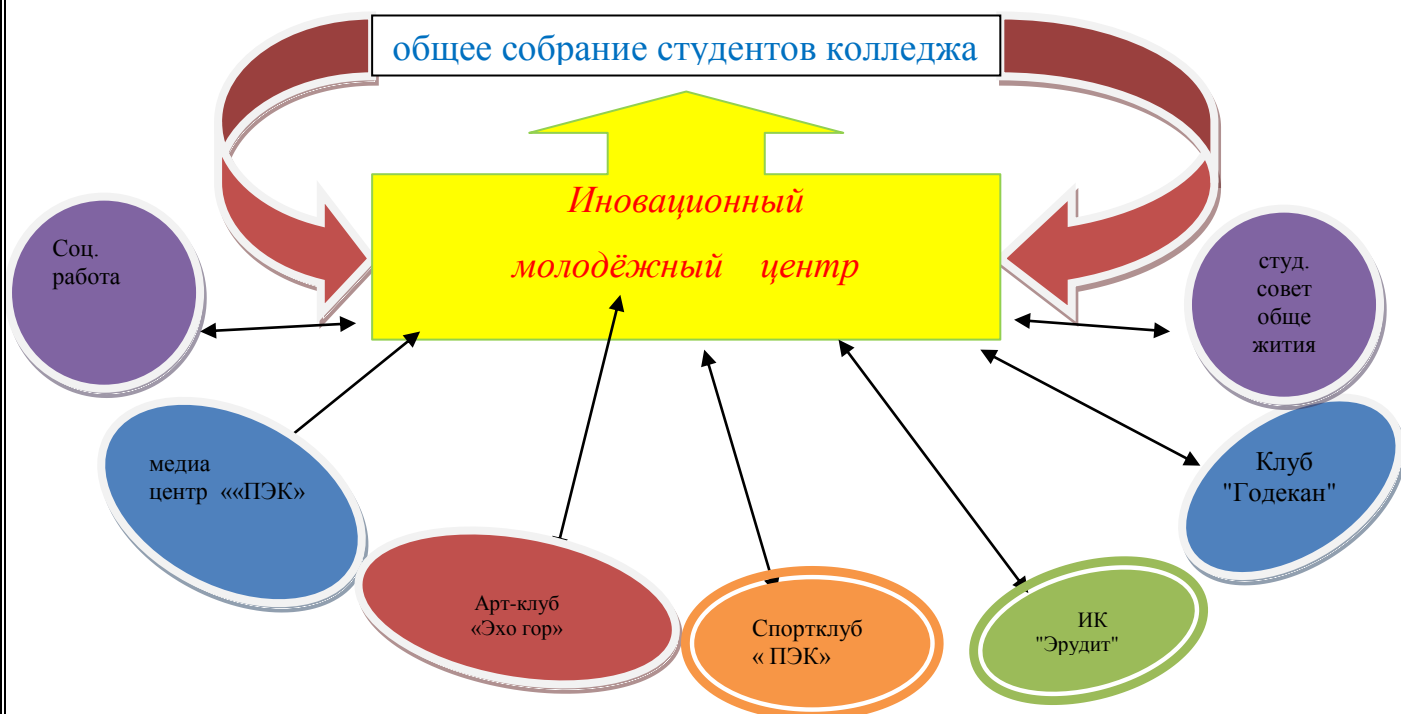 общее собрание студентов колледжа
Иновационный
молодёжный центр
Соц.
работа
студ.
совет
обще
жития
медиа
центр ««ПЭК»
Клуб
"Годекан"
Арт-клуб
«Эхо гор»
Спортклуб
« ПЭК»
ИК
"Эрудит"